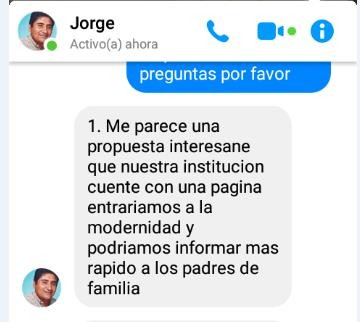 Jorge
Activo(a) ahora
preguntas por favor
1. Me parece una
propuesta interesane
que nuestra institucion
cuente con una pagina
entrariamos a la
modernidad y
podriamos informar mas
rapido a los padres de
familia